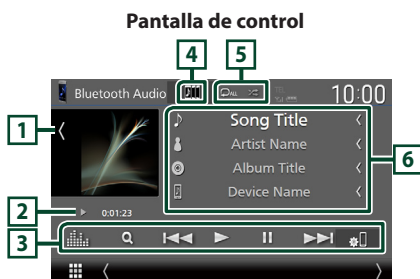 Pantalla de control
4 5
Bluetooth Audio ALL 10:00
1
Song Title
Artist Name
Album Title
Device Name
6
2
0:01:23
3